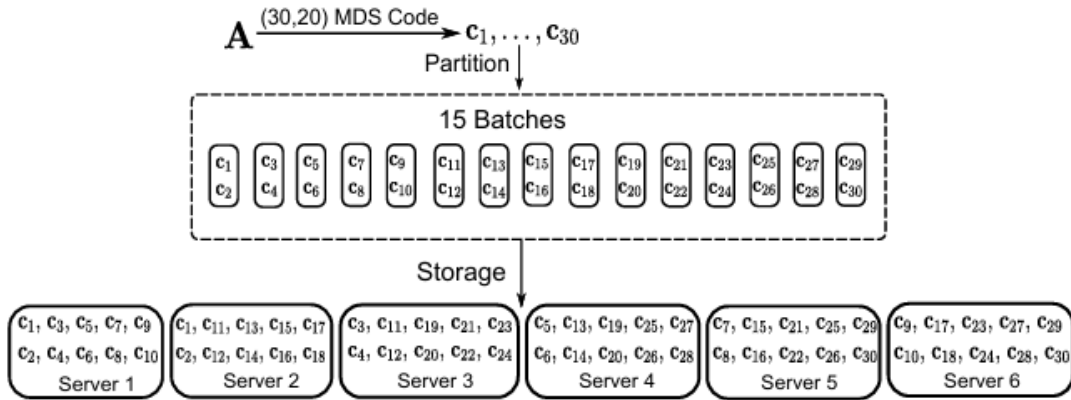 A (30,20) MDS Code c₁, …, c₃₀
Partition
15 Batches
c₁ c₃ c₅ c₇ c₉ c₁₁ c₁₃ c₁₅ c₁₇ c₁₉ c₂₁ c₂₃ c₂₅ c₂₇ c₂₉
c₂ c₄ c₆ c₈ c₁₀ c₁₂ c₁₄ c₁₆ c₁₈ c₂₀ c₂₂ c₂₄ c₂₆ c₂₈ c₃₀
Storage
c₁, c₃, c₅, c₇, c₉
c₂, c₄, c₆, c₈, c₁₀
Server 1
c₁, c₁₁, c₁₃, c₁₅, c₁₇
c₂, c₁₂, c₁₄, c₁₆, c₁₈
Server 2
c₃, c₁₁, c₁₉, c₂₁, c₂₃
c₄, c₁₂, c₂₀, c₂₂, c₂₄
Server 3
c₅, c₁₃, c₁₉, c₂₅, c₂₇
c₆, c₁₄, c₂₀, c₂₆, c₂₈
Server 4
c₇, c₁₅, c₂₁, c₂₅, c₂₉
c₈, c₁₆, c₂₂, c₂₆, c₃₀
Server 5
c₉, c₁₇, c₂₃, c₂₇, c₂₉
c₁₀, c₁₈, c₂₄, c₂₈, c₃₀
Server 6